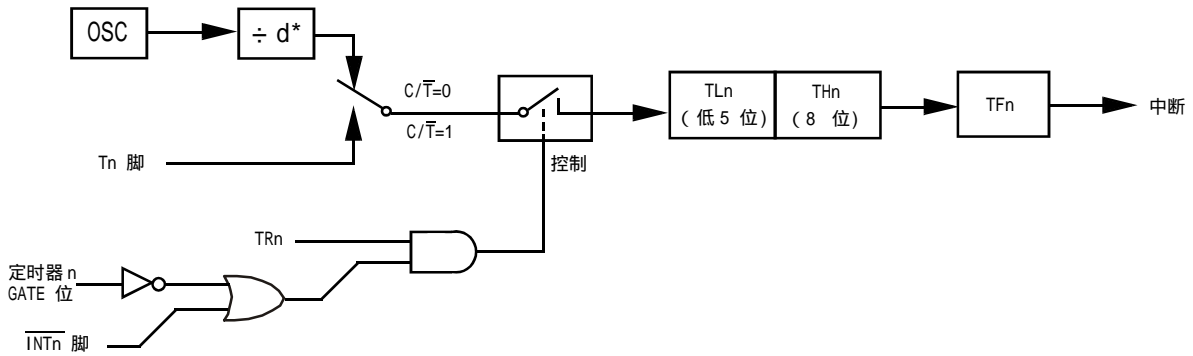 OSC
÷ d*
C/T̅=0
C/T̅=1
Tn 脚
控制
TLn
(低5 位)
THn
(8 位)
TFn
中断
TRn
定时器 n
GATE 位
I̅N̅T̅n̅ 脚